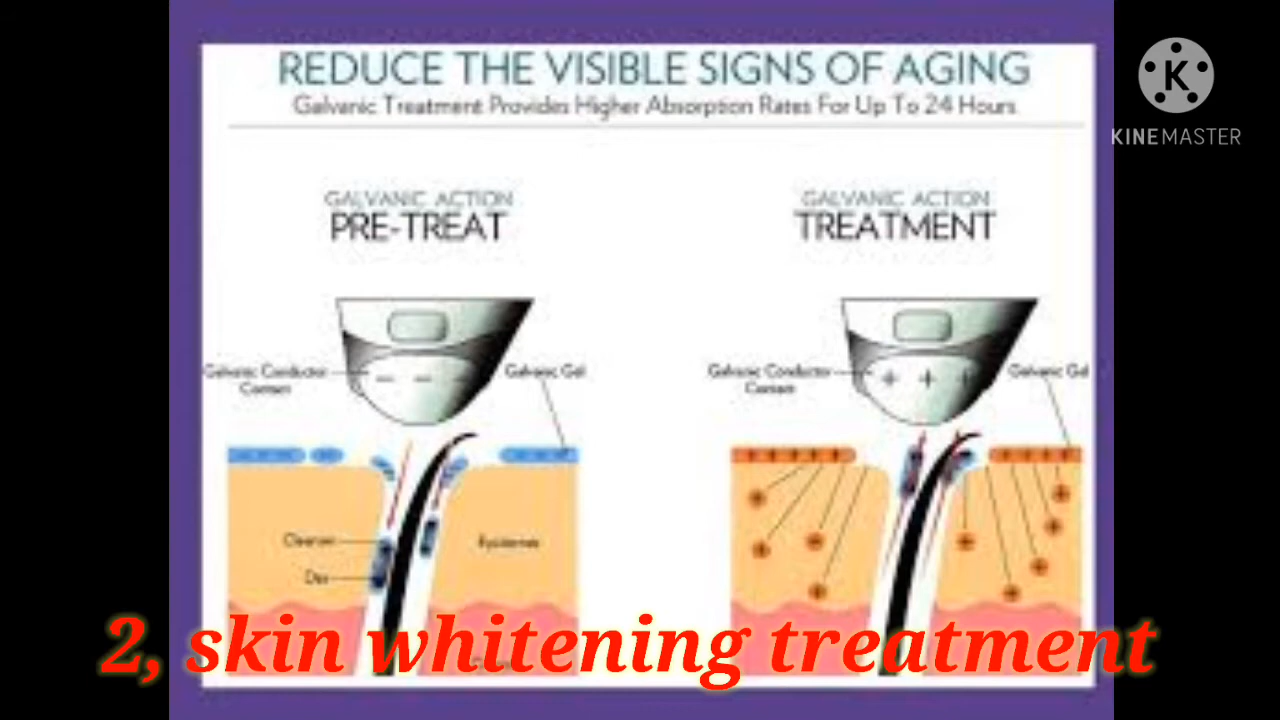 REDUCE THE VISIBLE SIGNS OF AGING
Galvanic Treatment Provides Higher Absorption Rates For Up To 24 Hours
K
KINEMASTER
GALVANIC ACTION
PRE-TREAT
GALVANIC ACTION
TREATMENT
Galvanic Conductor
Contact
Galvanic Gel
Galvanic Conductor
Contact
Galvanic Gel
Epidermis
2, skin whitening treatment